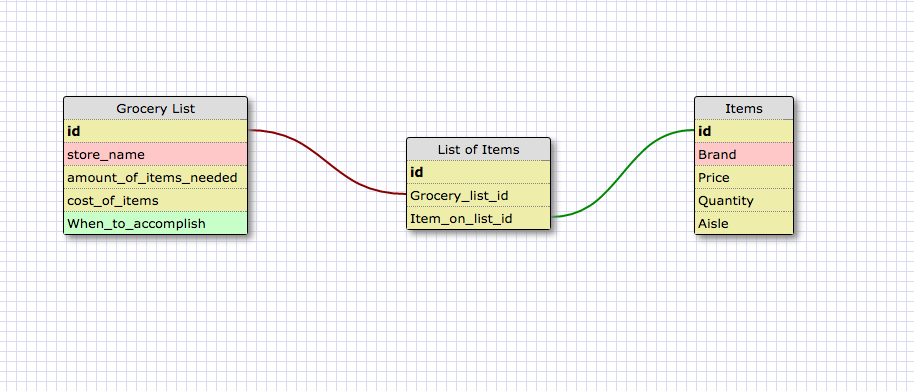 Grocery List
id
store_name
amount_of_items_needed
cost_of_items
When_to_accomplish
List of Items
id
Grocery_list_id
Item_on_list_id
Items
id
Brand
Price
Quantity
Aisle